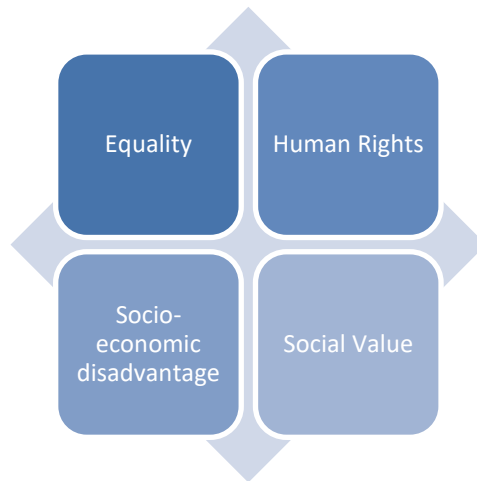 Equality
Human Rights
Socio-
economic
disadvantage
Social Value